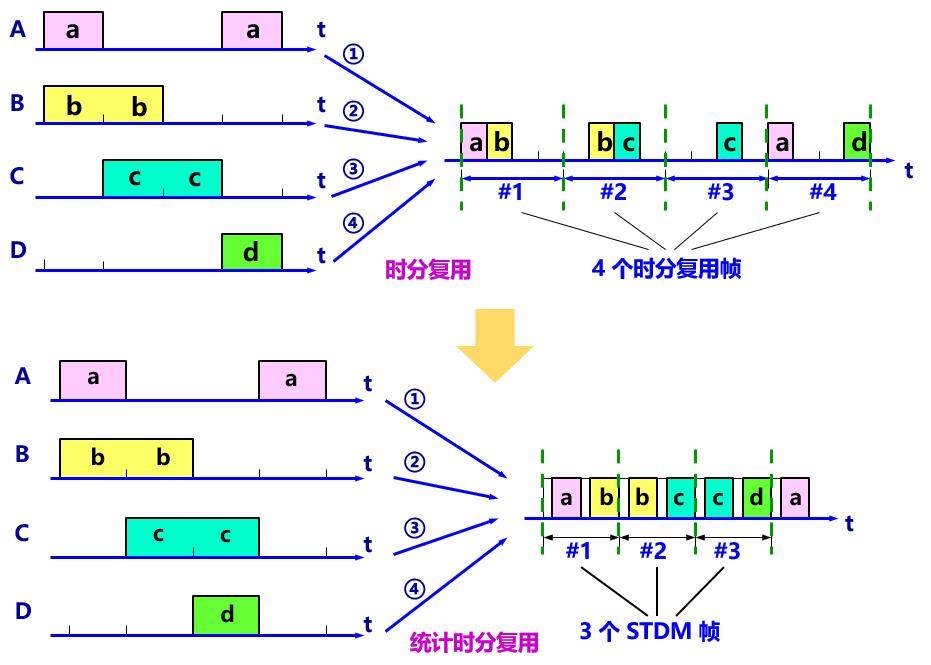 A a a t
①
B b b t
②
C c c t
③
D d t
④
a b b c c a d t
#1 #2 #3 #4
时分复用
4 个时分复用帧
A a a t
①
B b b t
②
C c c t
③
D d t
④
a b b c c d a t
#1 #2 #3
统计时分复用
3 个 STDM 帧